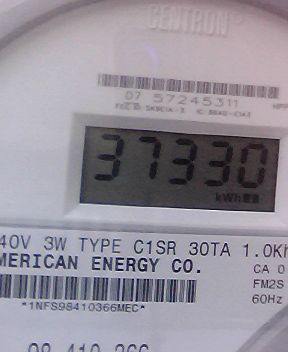 CENTRON®
07 57245311
37330
kWh
40V 3W TYPE C1SR 30TA 1.0Kh
MERICAN ENERGY CO.
CA 0
FM2S
*1NFS98410366MEC*
60Hz